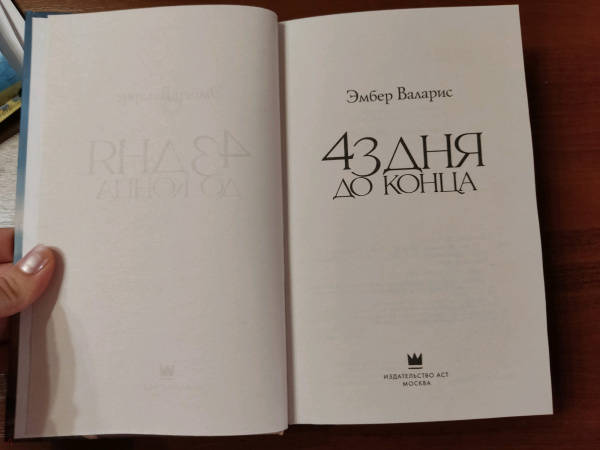 Эмбер Валарис
43 ДНЯ
ДО КОНЦА
ИЗДАТЕЛЬСТВО АСТ
МОСКВА